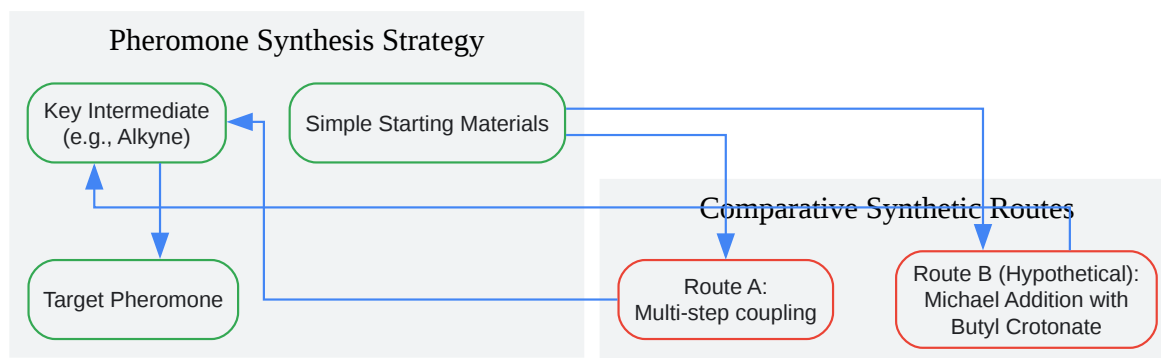 Pheromone Synthesis Strategy
Key Intermediate
(e.g., Alkyne)
Simple Starting Materials
Target Pheromone
Comparative Synthetic Routes
Route A:
Multi-step coupling
Route B (Hypothetical):
Michael Addition with
Butyl Crotonate